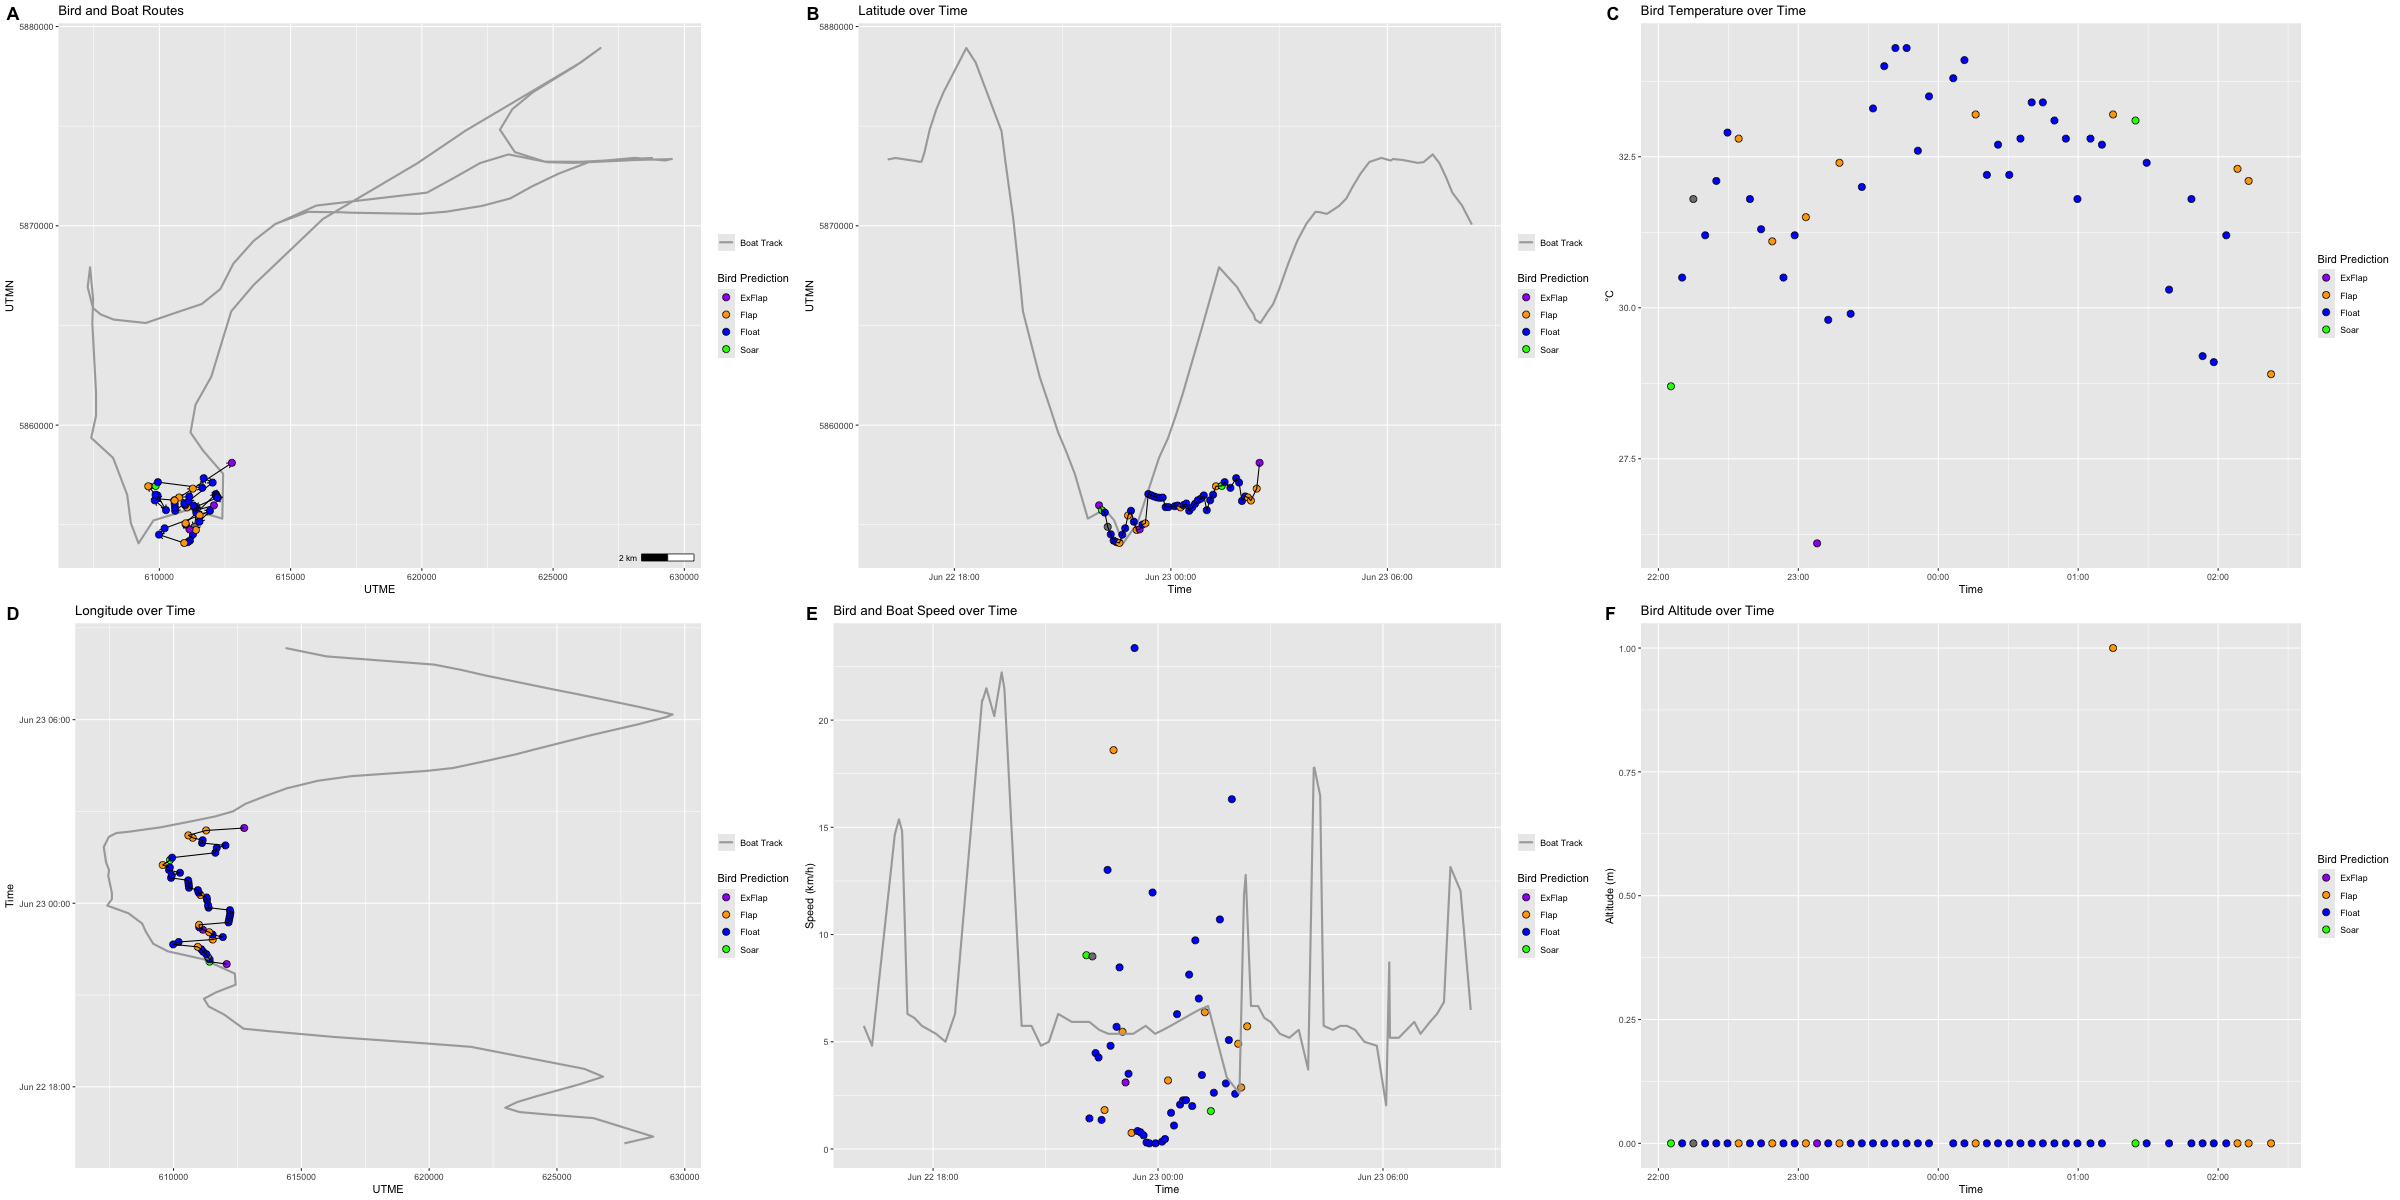 A Bird and Boat Routes
5880000
5870000
5860000
UTMN
610000 615000 620000 625000 630000
UTME
2 km
Boat Track
Bird Prediction
ExFlap
Flap
Float
Soar
B Latitude over Time
5880000
5870000
5860000
UTMN
Jun 22 18:00 Jun 23 00:00 Jun 23 06:00
Time
Boat Track
Bird Prediction
ExFlap
Flap
Float
Soar
C Bird Temperature over Time
32.5
30.0
27.5
°C
22:00 23:00 00:00 01:00 02:00
Time
Bird Prediction
ExFlap
Flap
Float
Soar
D Longitude over Time
Jun 23 06:00
Jun 23 00:00
Jun 22 18:00
Time
610000 615000 620000 625000 630000
UTME
Boat Track
Bird Prediction
ExFlap
Flap
Float
Soar
E Bird and Boat Speed over Time
20
15
10
5
0
Speed (km/h)
Jun 22 18:00 Jun 23 00:00 Jun 23 06:00
Time
Boat Track
Bird Prediction
ExFlap
Flap
Float
Soar
F Bird Altitude over Time
1.00
0.75
0.50
0.25
0.00
Altitude (m)
22:00 23:00 00:00 01:00 02:00
Time
Bird Prediction
ExFlap
Flap
Float
Soar